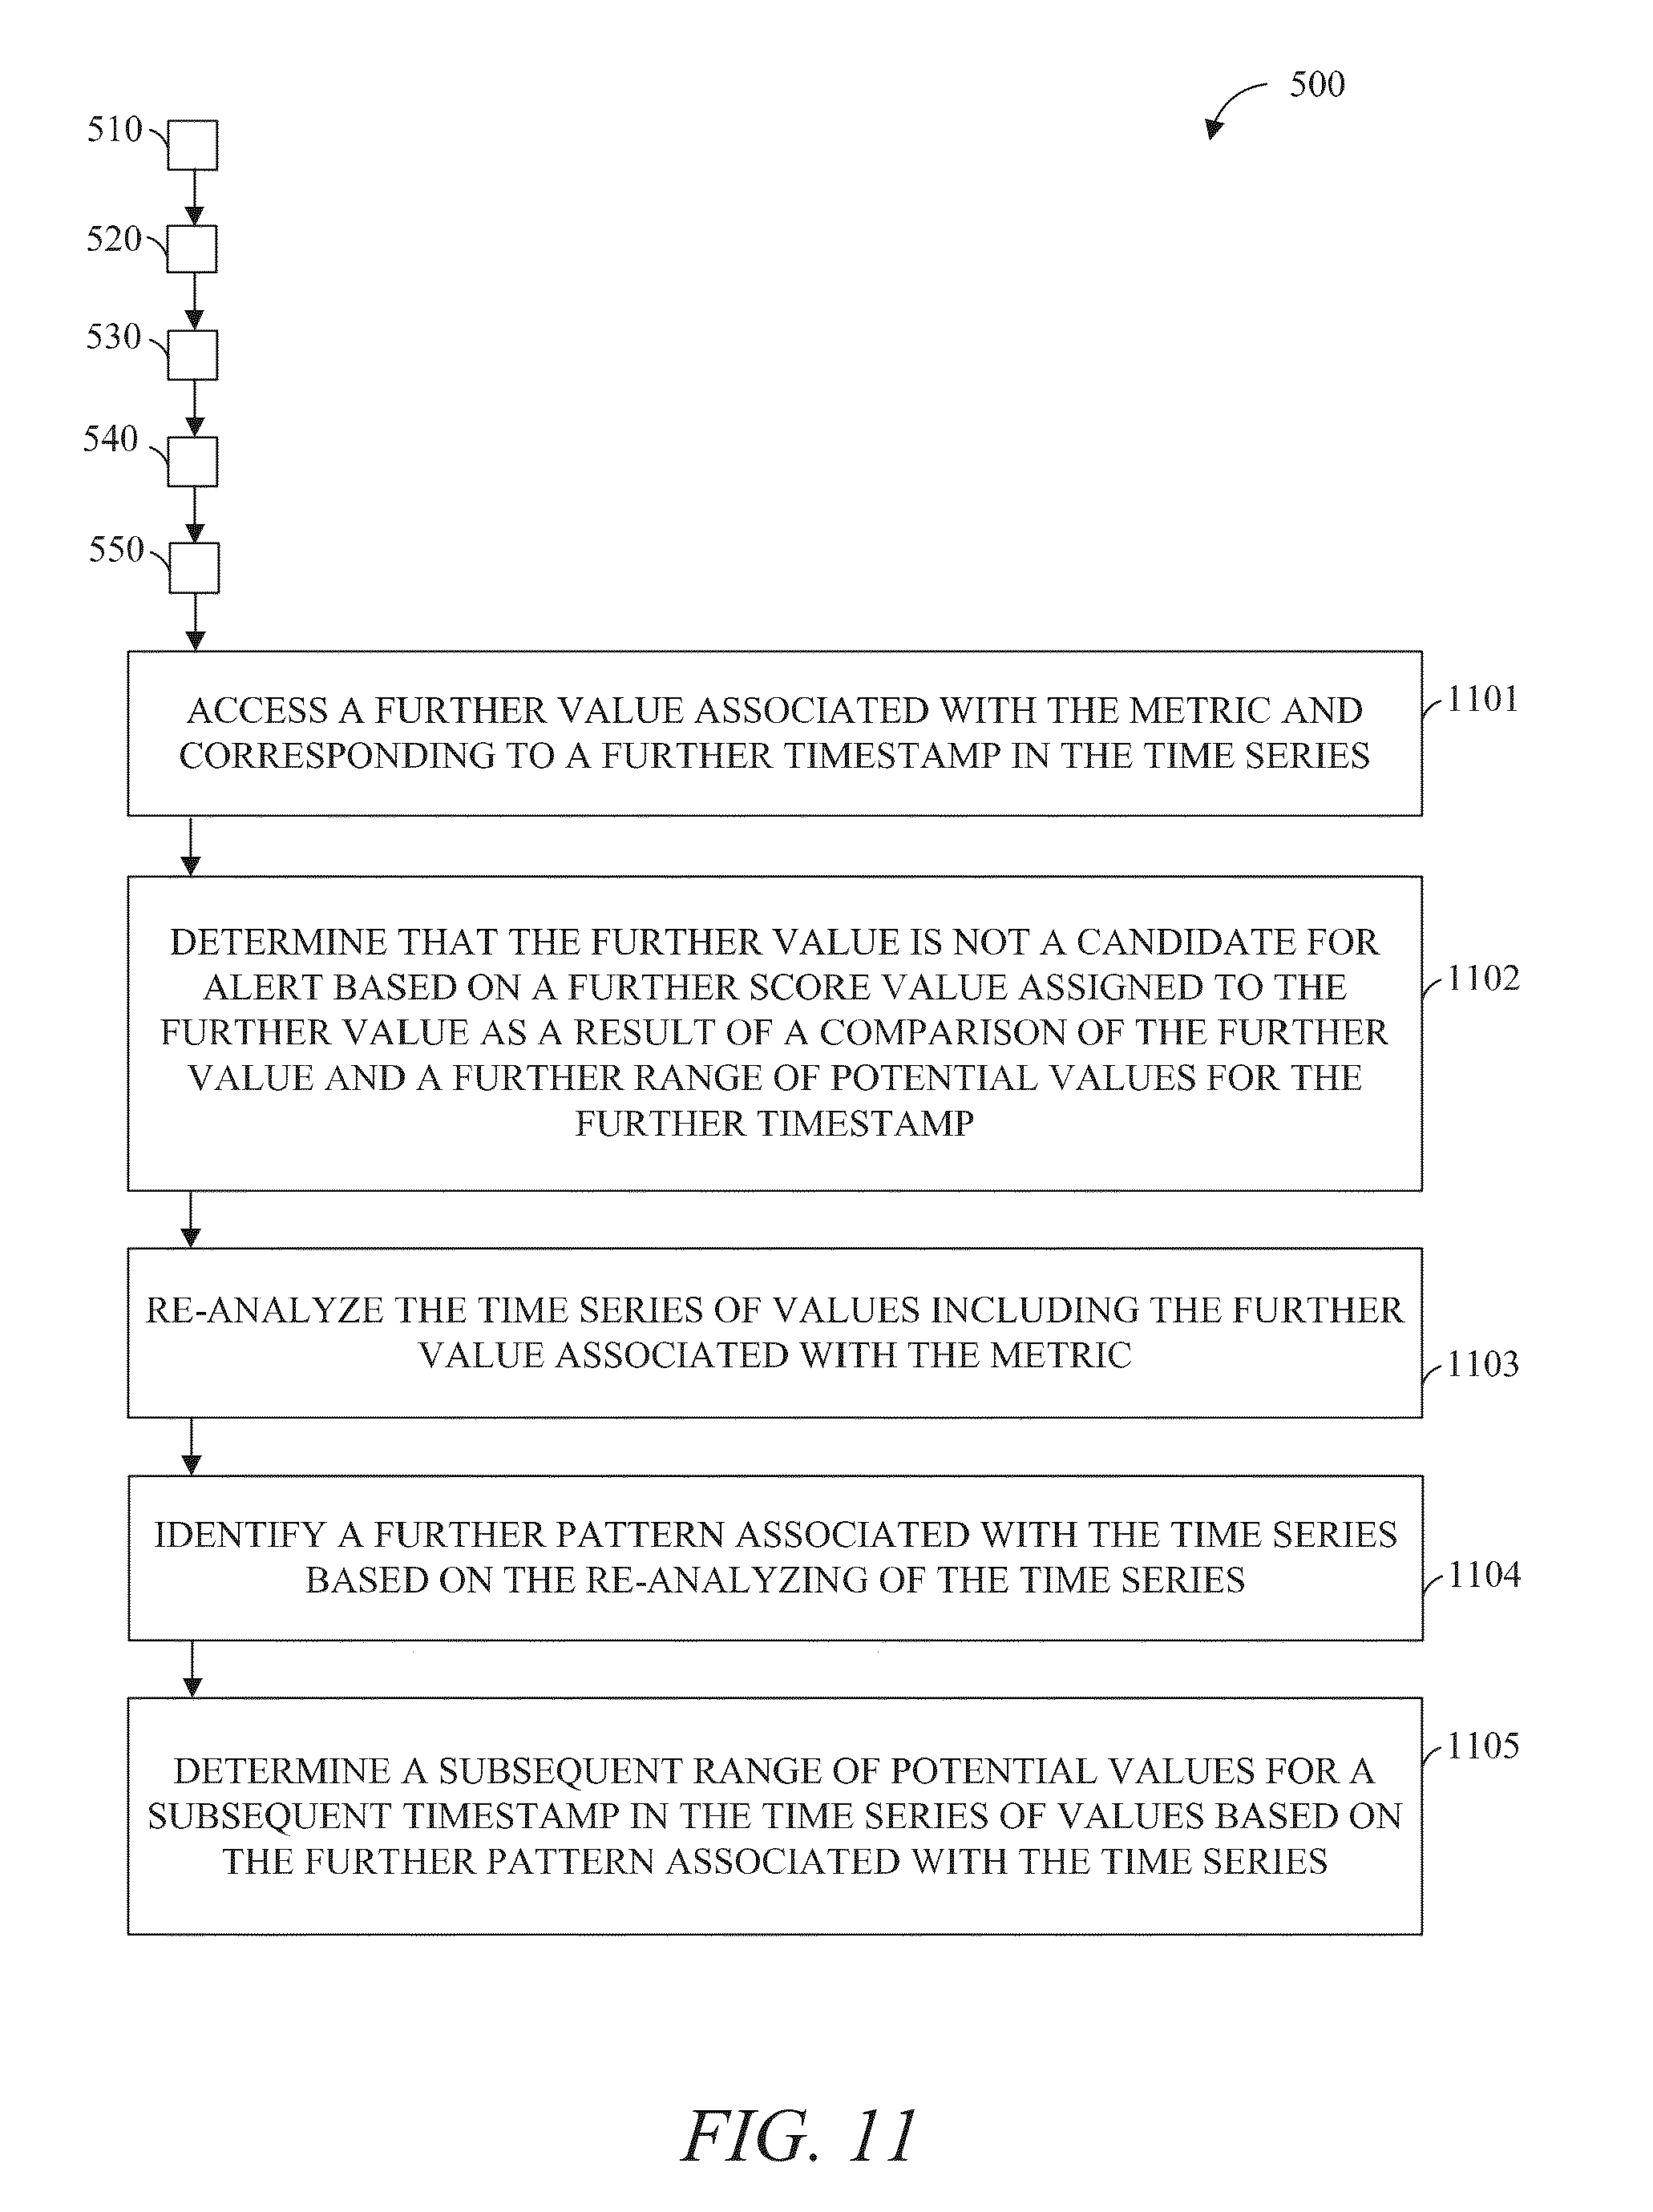 500
510
520
530
540
550
ACCESS A FURTHER VALUE ASSOCIATED WITH THE METRIC AND
CORRESPONDING TO A FURTHER TIMESTAMP IN THE TIME SERIES
1101
DETERMINE THAT THE FURTHER VALUE IS NOT A CANDIDATE FOR
ALERT BASED ON A FURTHER SCORE VALUE ASSIGNED TO THE
FURTHER VALUE AS A RESULT OF A COMPARISON OF THE FURTHER
VALUE AND A FURTHER RANGE OF POTENTIAL VALUES FOR THE
FURTHER TIMESTAMP
1102
RE-ANALYZE THE TIME SERIES OF VALUES INCLUDING THE FURTHER
VALUE ASSOCIATED WITH THE METRIC
1103
IDENTIFY A FURTHER PATTERN ASSOCIATED WITH THE TIME SERIES
BASED ON THE RE-ANALYZING OF THE TIME SERIES
1104
DETERMINE A SUBSEQUENT RANGE OF POTENTIAL VALUES FOR A
SUBSEQUENT TIMESTAMP IN THE TIME SERIES OF VALUES BASED ON
THE FURTHER PATTERN ASSOCIATED WITH THE TIME SERIES
1105
FIG. 11